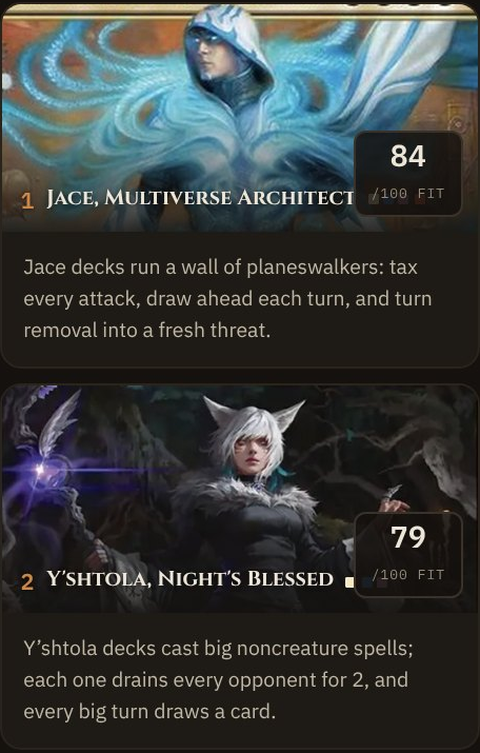 84
/100 FIT
1 Jace, Multiverse Architect
Jace decks run a wall of planeswalkers: tax
every attack, draw ahead each turn, and turn
removal into a fresh threat.
79
/100 FIT
2 Y'shtola, Night's Blessed
Y’shtola decks cast big noncreature spells;
each one drains every opponent for 2, and
every big turn draws a card.